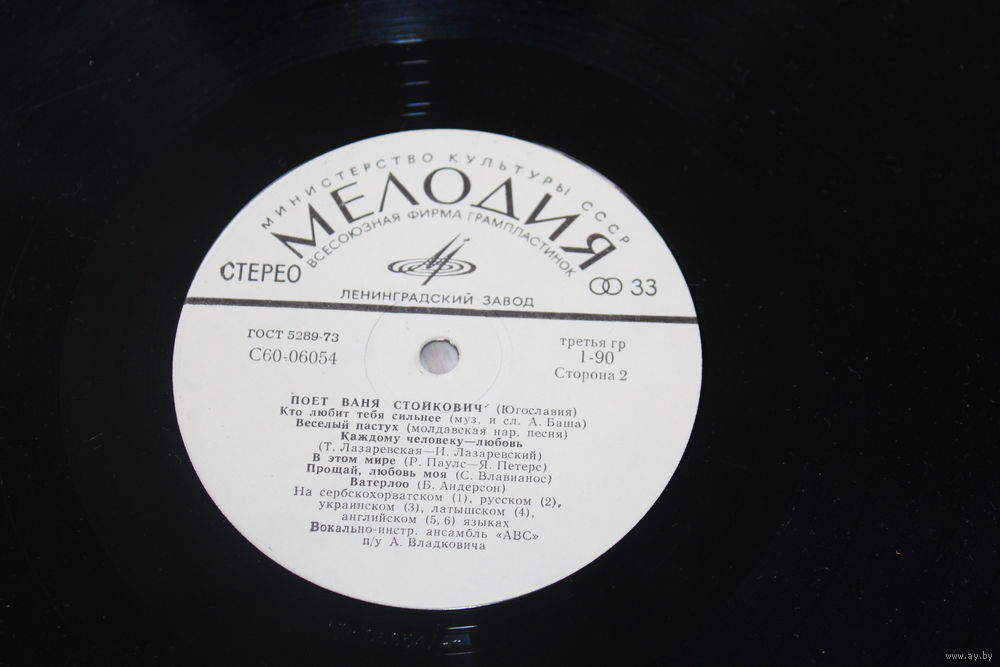 МИНИСТЕРСТВО КУЛЬТУРЫ СССР
МЕЛОДИЯ
ВСЕСОЮЗНАЯ ФИРМА ГРАМПЛАСТИНОК
СТЕРЕО
33
ЛЕНИНГРАДСКИЙ ЗАВОД
ГОСТ 5289-73
С60-06054
третья гр
1-90
Сторона 2
ПОЕТ ВАНЯ СТОЙКОВИЧ (Югославия)
Кто любит тебя сильнее (муз. и сл. А. Баша)
Веселый пастух (молдавская нар. песня)
Каждому человеку—любовь
(Т. Лазаревская—И. Лазаревский)
В этом мире (Р. Паулс—Я. Петерс)
Прощай, любовь моя (С. Влавианос)
Ватерлоо (Б. Андерсон)
На сербскохорватском (1), русском (2),
украинском (3), латышском (4),
английском (5, 6) языках
Вокально-инстр. ансамбль «АВС»
п/у А. Владковича
www.ay.by